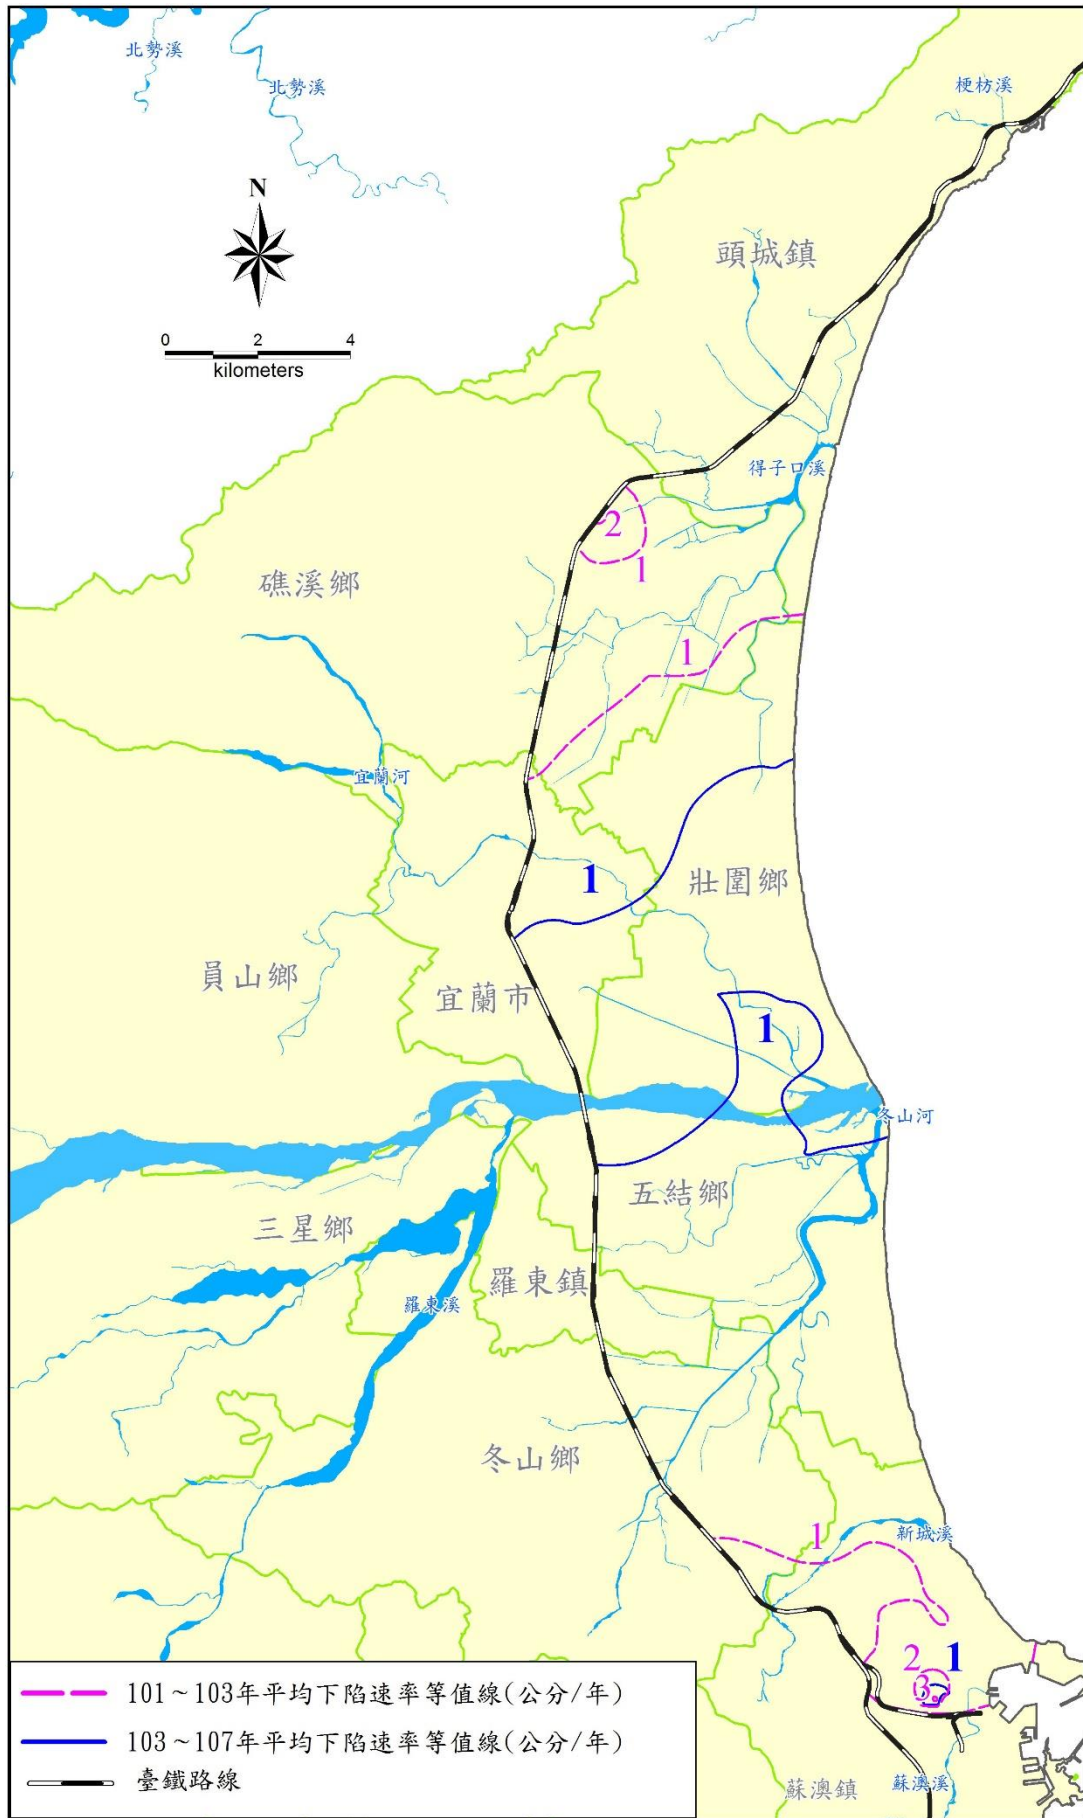 北勢溪
北勢溪
梗枋溪
N
頭城鎮
0 2 4
kilometers
得子口溪
2
1
礁溪鄉
1
宜蘭河
1
壯圍鄉
員山鄉
宜蘭市
1
冬山河
五結鄉
三星鄉
羅東鎮
羅東溪
冬山鄉
1
新城溪
2
1
3
101~103年平均下陷速率等值線(公分/年)
103~107年平均下陷速率等值線(公分/年)
臺鐵路線
蘇澳鎮
蘇澳溪